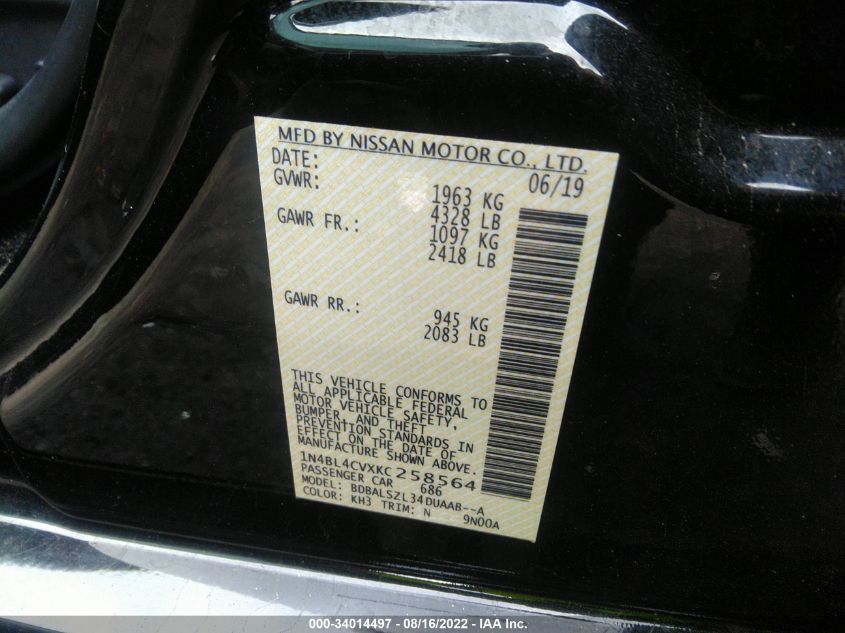 MFD BY NISSAN MOTOR CO., LTD.
DATE: 06/19
GVWR: 1963 KG
4328 LB
GAWR FR.: 1097 KG
2418 LB
GAWR RR.: 945 KG
2083 LB
THIS VEHICLE CONFORMS TO
ALL APPLICABLE FEDERAL
MOTOR VEHICLE SAFETY,
BUMPER, AND THEFT
PREVENTION STANDARDS IN
EFFECT ON THE DATE OF
MANUFACTURE SHOWN ABOVE.
1N4BL4CVXKC258564
PASSENGER CAR 686
MODEL: BDBALSZL34DUAAB--A
COLOR: KH3 TRIM: N 9N00A
000-34014497 - 08/16/2022 - IAA Inc.